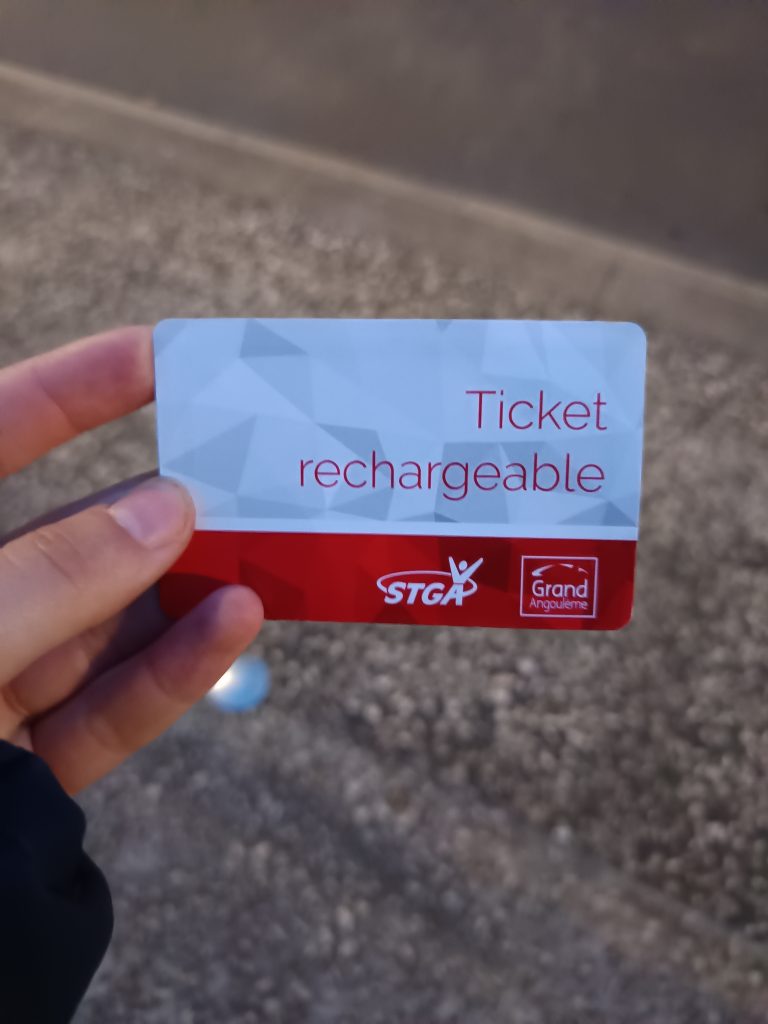 Ticket
rechargeable
STGA
Grand
Angoulême